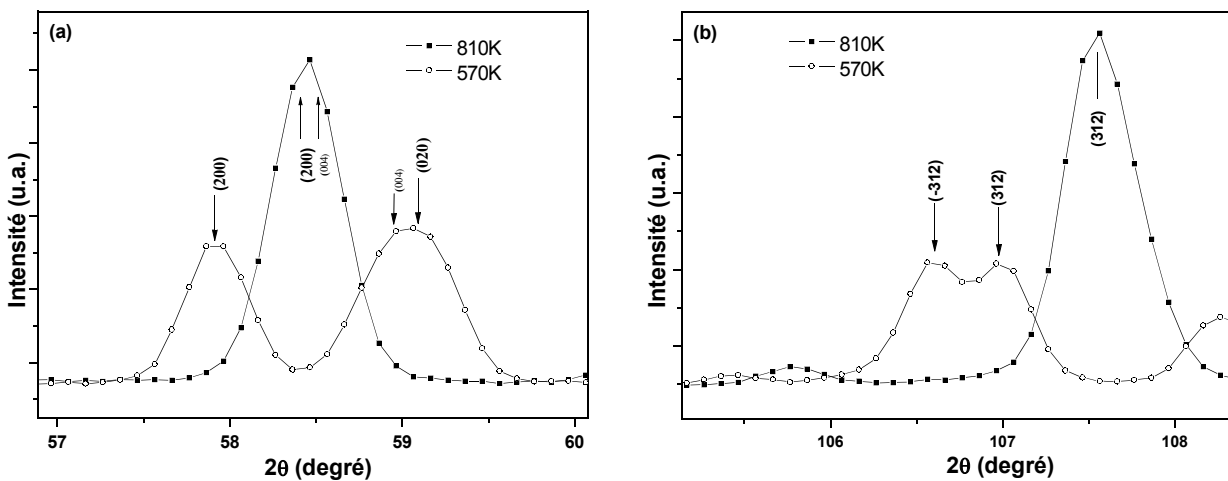 (a)
810K
570K
(200)
(200)
(004)
(004)
(020)
Intensité (u.a.)
57
58
59
60
2θ (degré)
(b)
810K
570K
(-312)
(312)
(312)
Intensité (u.a.)
106
107
108
2θ (degré)